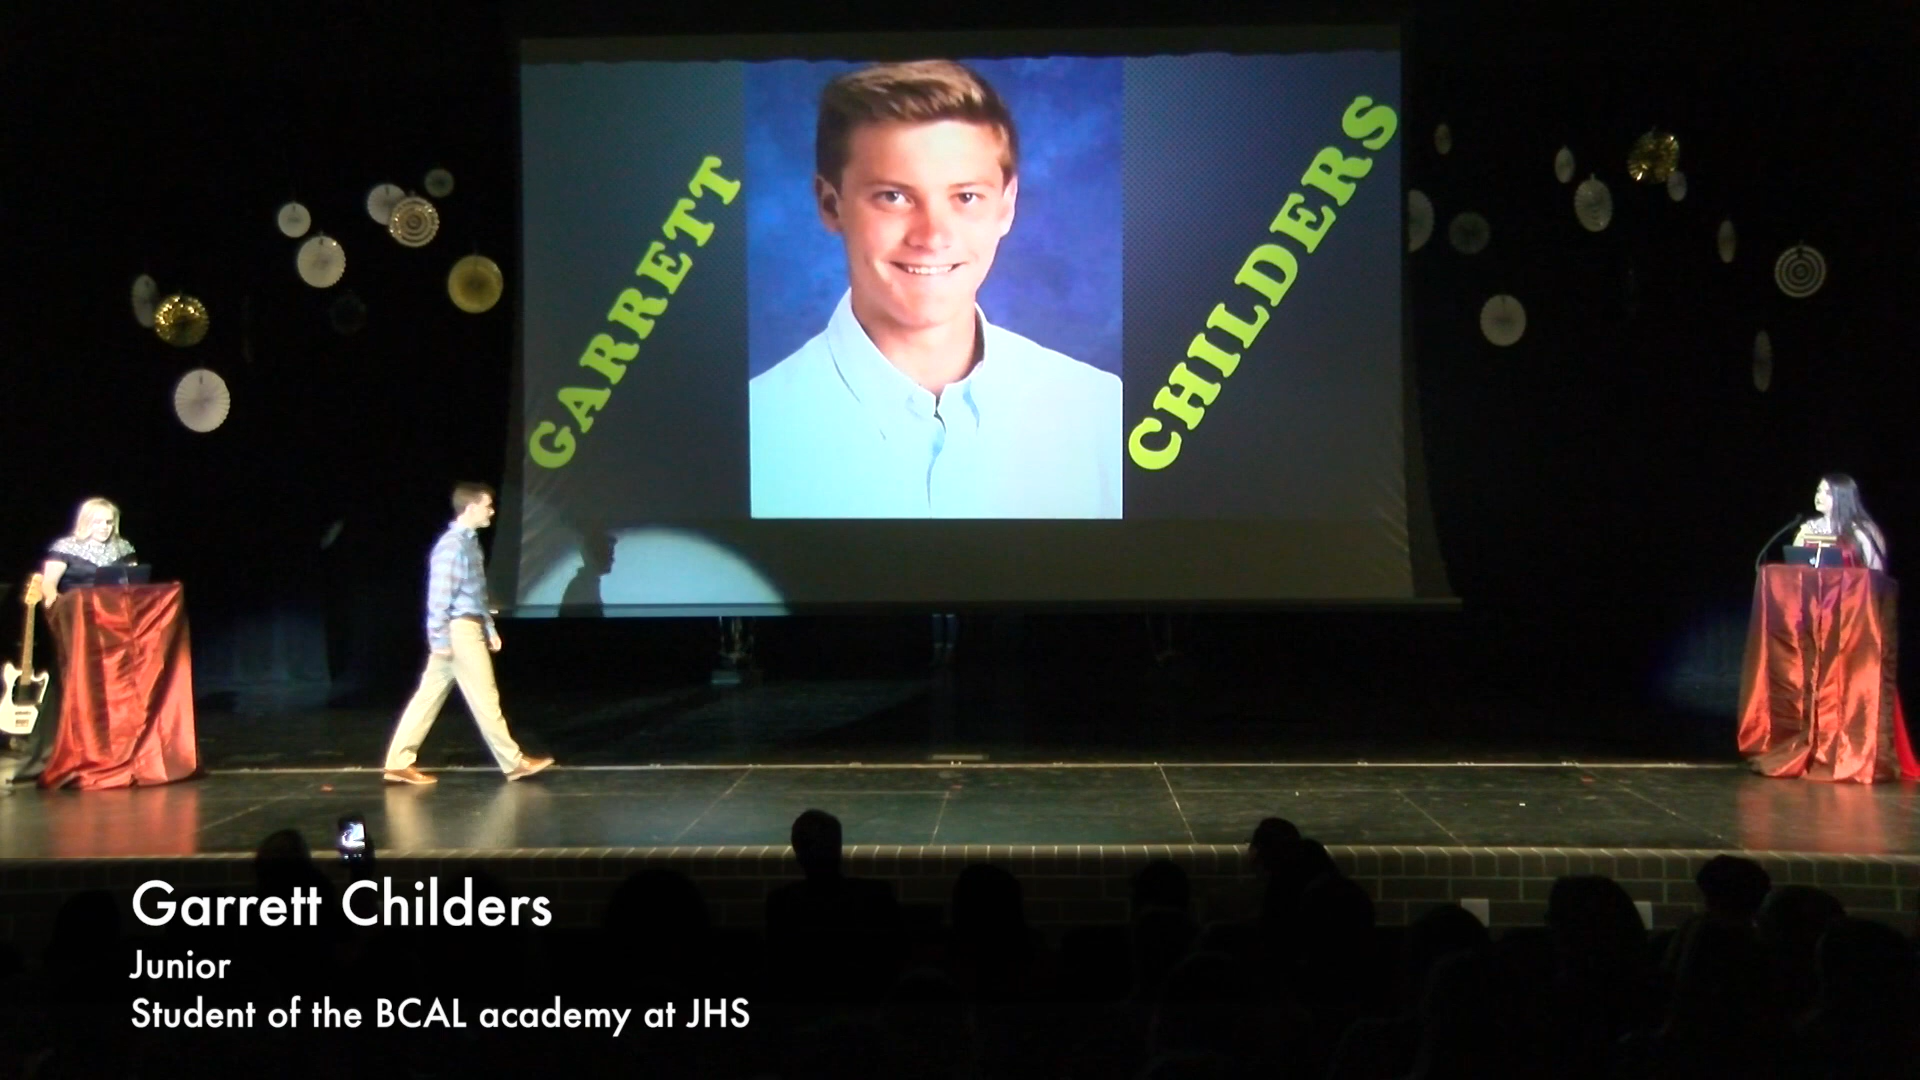 GARRETT
CHILDERS
Garrett Childers
Junior
Student of the BCAL academy at JHS